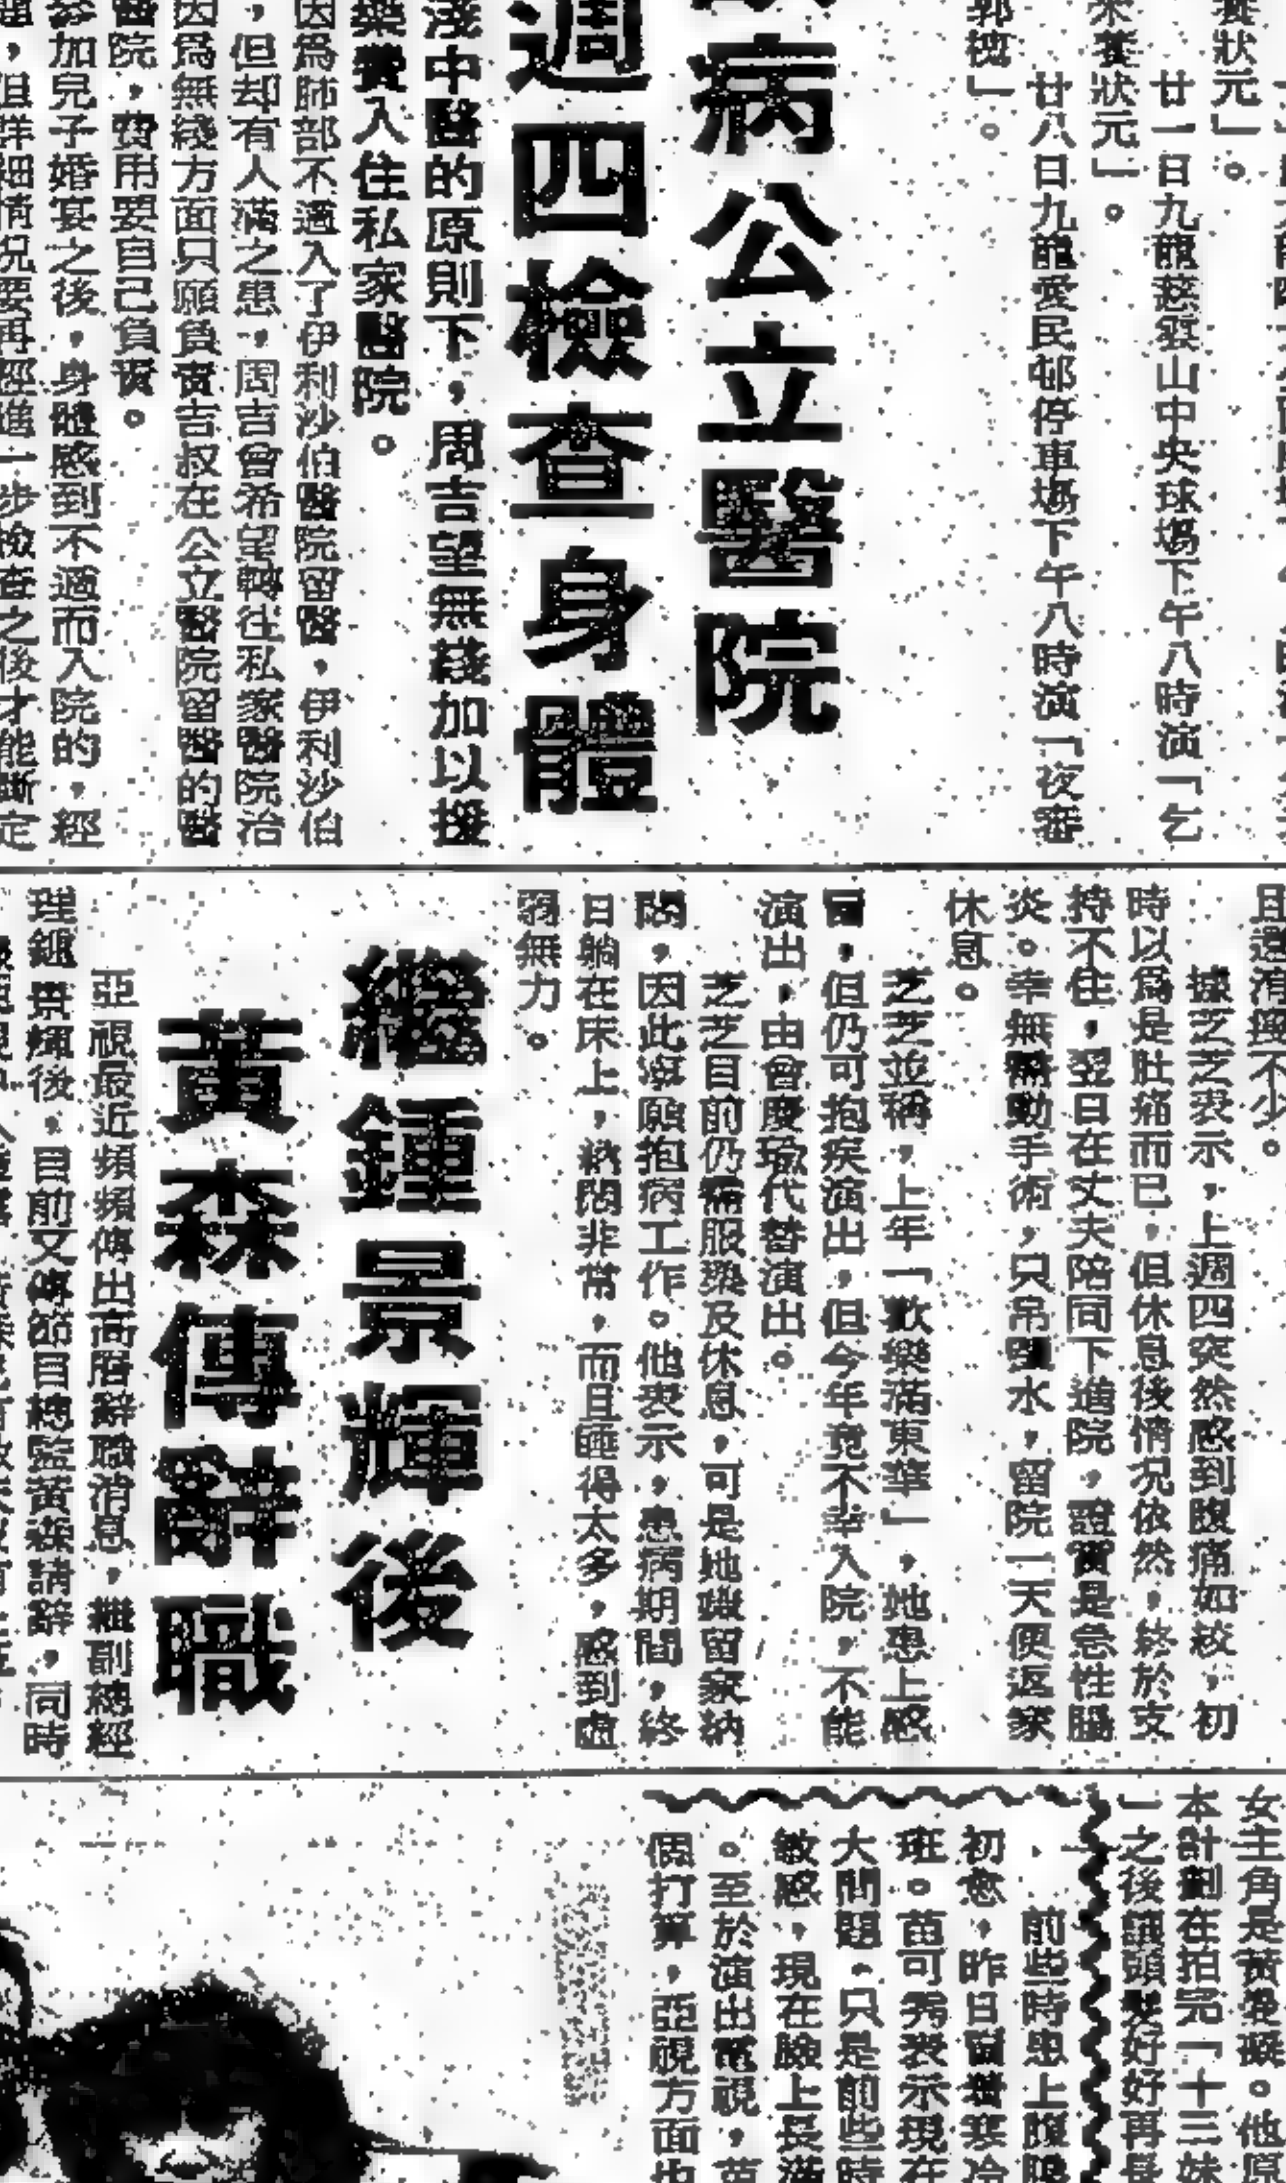 養狀元」。
廿一日九龍慈雲山中央球場下午八時演「乞
米養狀元」。
廿八日九龍愛民邨停車場下午八時演「夜審
郭槐」。
病公立醫院
週四檢查身體
淺中醫的原則下，周吉望無綫加以援
藥費入住私家醫院。
因爲肺部不適入了伊利沙伯醫院留醫，伊利沙伯
，但却有人滿之患，周吉曾希望轉往私家醫院治
因爲無綫方面只願負責吉叔在公立醫院留醫的醫
醫院，費用要自己負責。
參加兒子婚宴之後，身體感到不適而入院的，經
，但詳細情况要再經進一步檢查之後才能斷定
且還消瘦不少。
據芝芝表示，上週四突然感到腹痛如絞，初
時以爲是肚痛而已，但休息後情况依然，終於支
持不住，翌日在丈夫陪同下進院，證實是急性腸
炎。幸無需動手術，只吊鹽水，留院一天便返家
休息。
芝芝並稱，上年「歡樂滿東華」，她患上感
冒，但仍可抱疾演出，但今年竟不幸入院，不能
演出，由曾慶瑜代替演出。
芝芝目前仍需服藥及休息，可是她嫌留家納
悶，因此寧願抱病工作。他表示，患病期間，終
日躺在床上，納悶非常，而且睡得太多，感到虛
弱無力。
繼鍾景輝後
黃森傳辭職
亞視最近頻頻傳出高層辭職消息，繼副總經
理鍾景輝後，目前又傳節目總監黃森請辭，同時
女主角是黃愛癡。他原
本計劃在拍完「十三妹
」之後讓頭髮好好再長
前些時患上腹
初愈，昨日
寒冷
班。苗可秀表示現在
大問題，只是前些時
敏感，現在臉上長滿
。至於演出電視，苗
個打算，亞視方面也